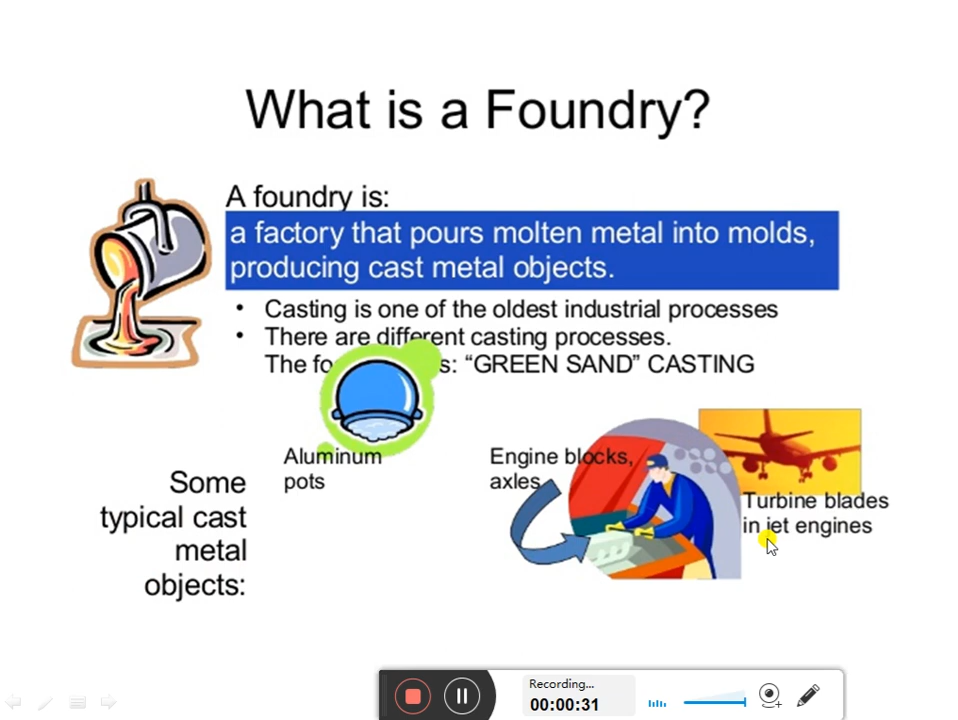 What is a Foundry?
A foundry is:
a factory that pours molten metal into molds,
producing cast metal objects.
• Casting is one of the oldest industrial processes
• There are different casting processes.
The fo s: “GREEN SAND” CASTING
Aluminum
pots
Engine blocks,
axles
Turbine blades
in jet engines
Some
typical cast
metal
objects:
Recording...
00:00:31